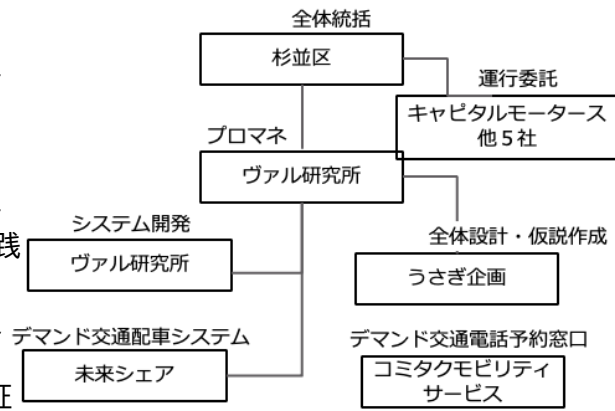 全体統括
杉並区
運行委託
キャピタルモータース
他５社
プロマネ
ヴァル研究所
システム開発
全体設計・仮説作成
践
ヴァル研究所
うさぎ企画
デマンド交通配車システム
デマンド交通電話予約窓口
未来シェア
コミタクモビリティ
サービス
証